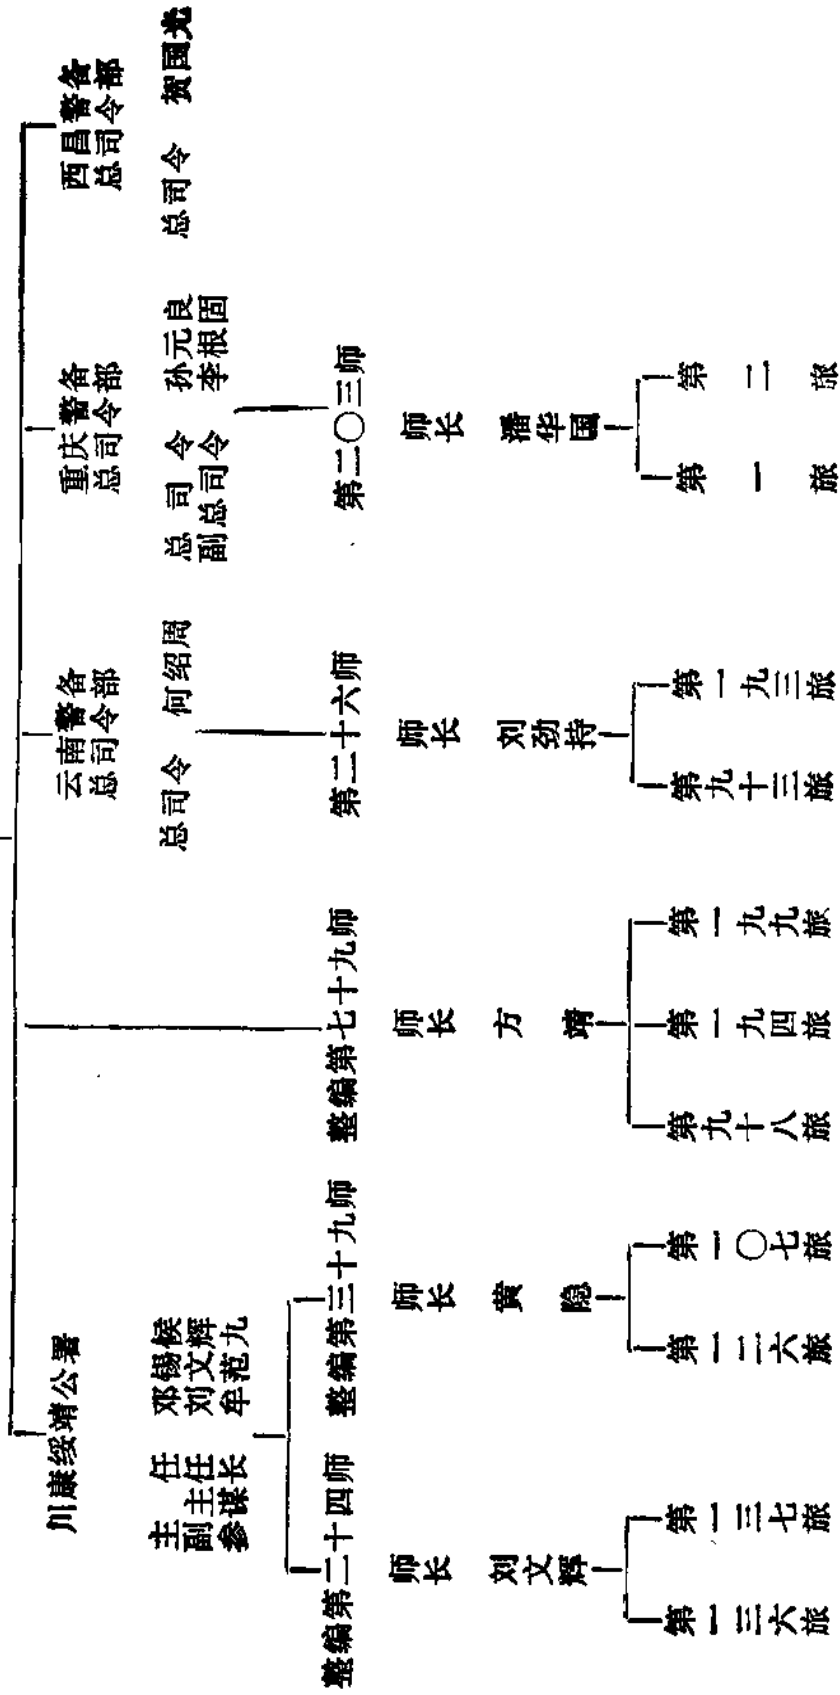 川康绥靖公署
主任 邓锡侯
副主任 刘文辉
参谋长 牟范九
整编第二十四师
师长 刘文辉
第一三六旅
第一三七旅
整编第三十九师
师长 黄隐
第一二六旅
第一〇七旅
整编第七十九师
师长 方靖
第九十八旅
第一九四旅
第一九九旅
云南警备
总司令部
总司令 何绍周
第二十六师
师长 刘劲持
第九十三旅
第一九三旅
重庆警备
总司令部
总司令 孙元良
副总司令 李根固
第二〇三师
师长 潘华国
第一旅
第二旅
西昌警备
总司令部
总司令 贺国光